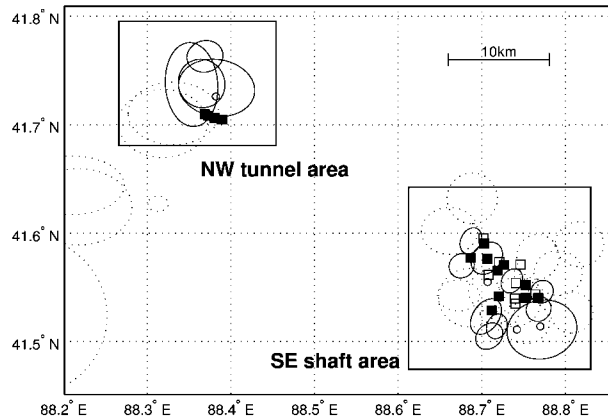 41.8° N
10km
41.7° N
NW tunnel area
41.6° N
41.5° N
SE shaft area
88.2° E 88.3° E 88.4° E 88.5° E 88.6° E 88.7° E 88.8° E